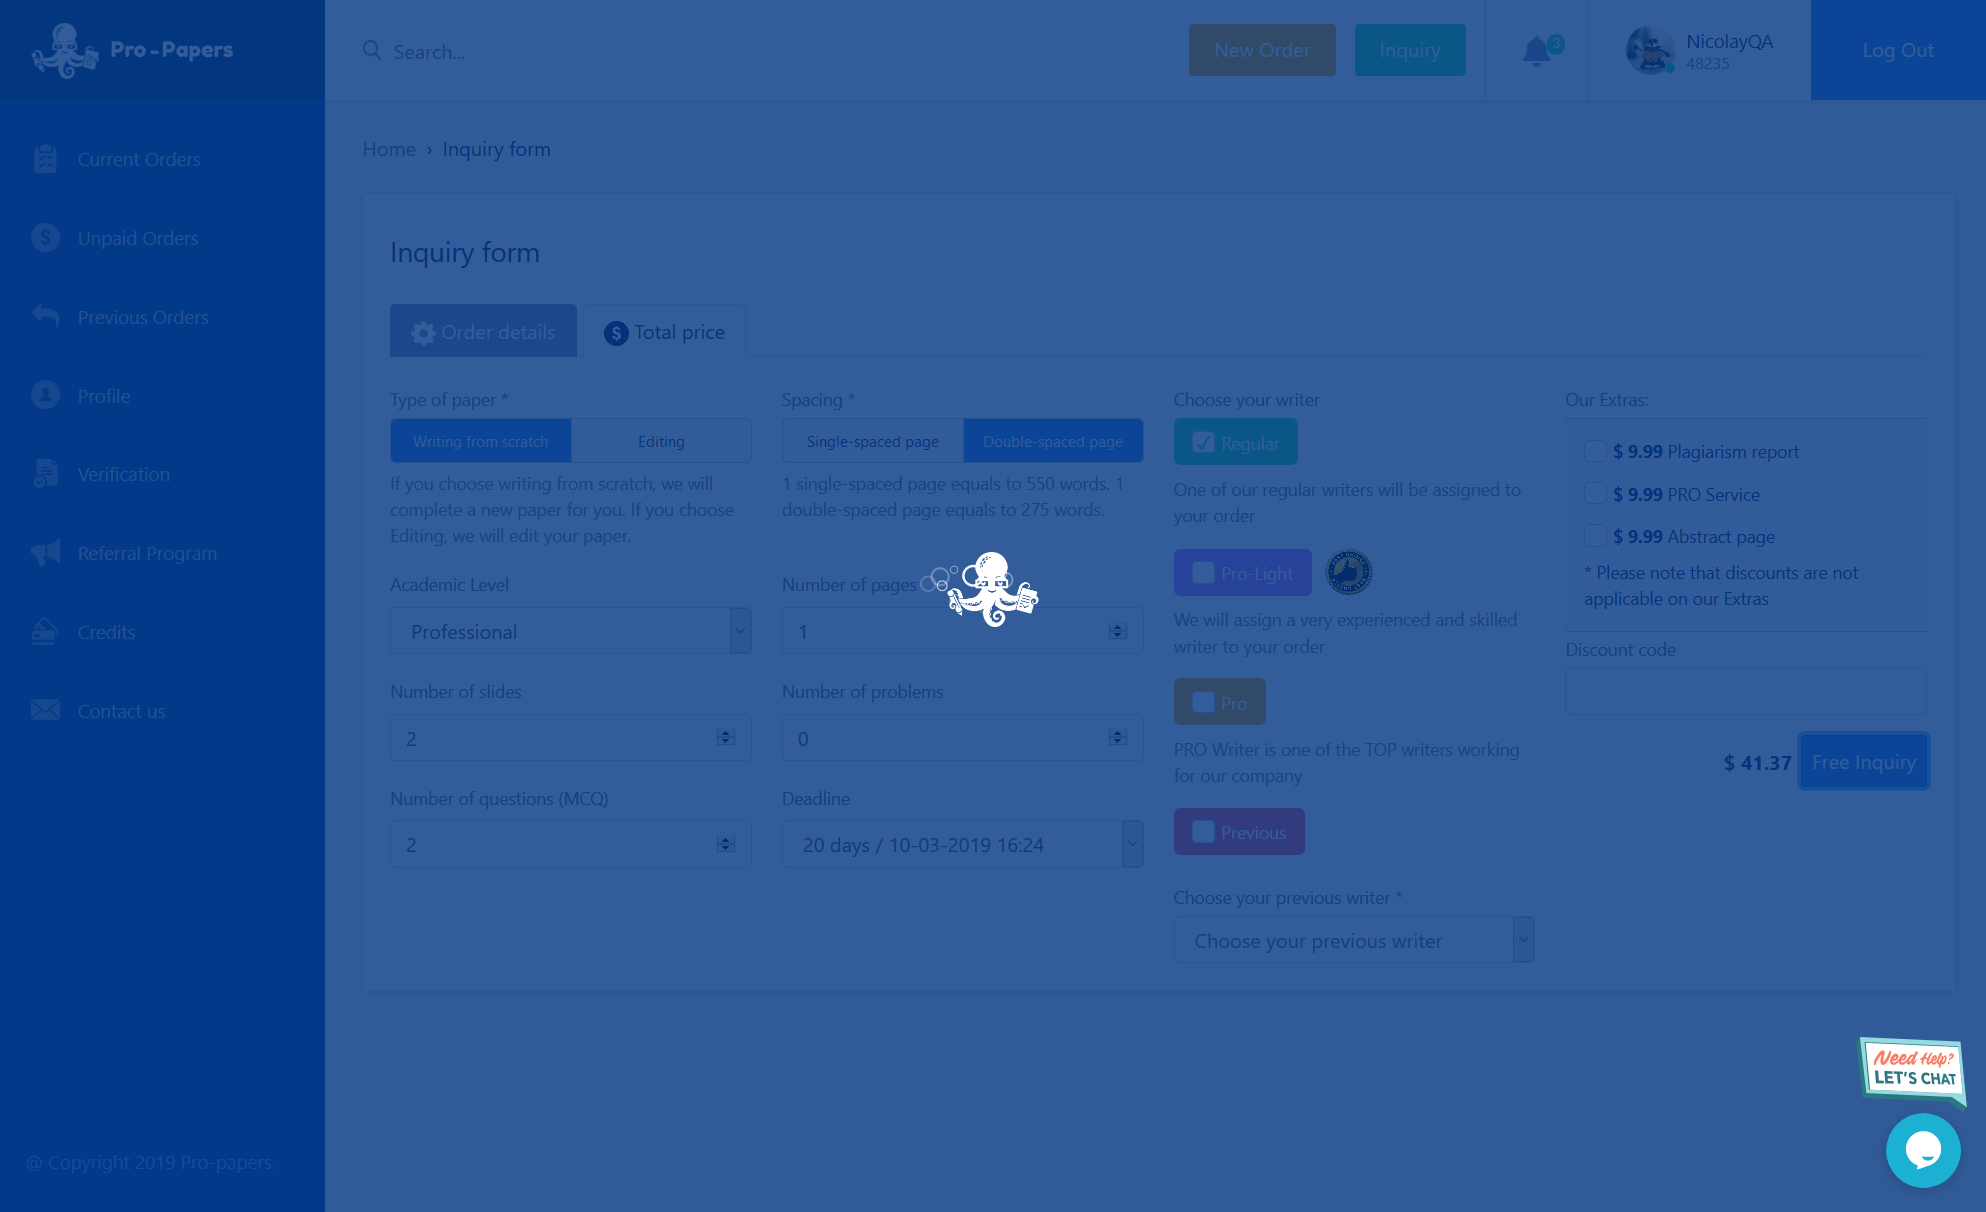 Pro-Papers
Search...
New Order
Inquiry
3
NicolayQA
48235
Log Out
Current Orders
Unpaid Orders
Previous Orders
Profile
Verification
Referral Program
Credits
Contact us
@ Copyright 2019 Pro-papers.
Home › Inquiry form
Inquiry form
Order details
Total price
Type of paper *
Writing from scratch
Editing
If you choose writing from scratch, we will
complete a new paper for you. If you choose
Editing, we will edit your paper.
Academic Level
Professional
Number of slides
2
Number of questions (MCQ)
2
Spacing *
Single-spaced page
Double-spaced page
1 single-spaced page equals to 550 words. 1
double-spaced page equals to 275 words.
Number of pages
1
Number of problems
0
Deadline
20 days / 10-03-2019 16:24
Choose your writer
Regular
One of our regular writers will be assigned to
your order
Pro-Light
We will assign a very experienced and skilled
writer to your order
Pro
PRO Writer is one of the TOP writers working
for our company
Previous
Choose your previous writer *
Choose your previous writer
Our Extras:
$ 9.99 Plagiarism report
$ 9.99 PRO Service
$ 9.99 Abstract page
* Please note that discounts are not
applicable on our Extras
Discount code
$ 41.37
Free Inquiry
Need Help?
LET'S CHAT